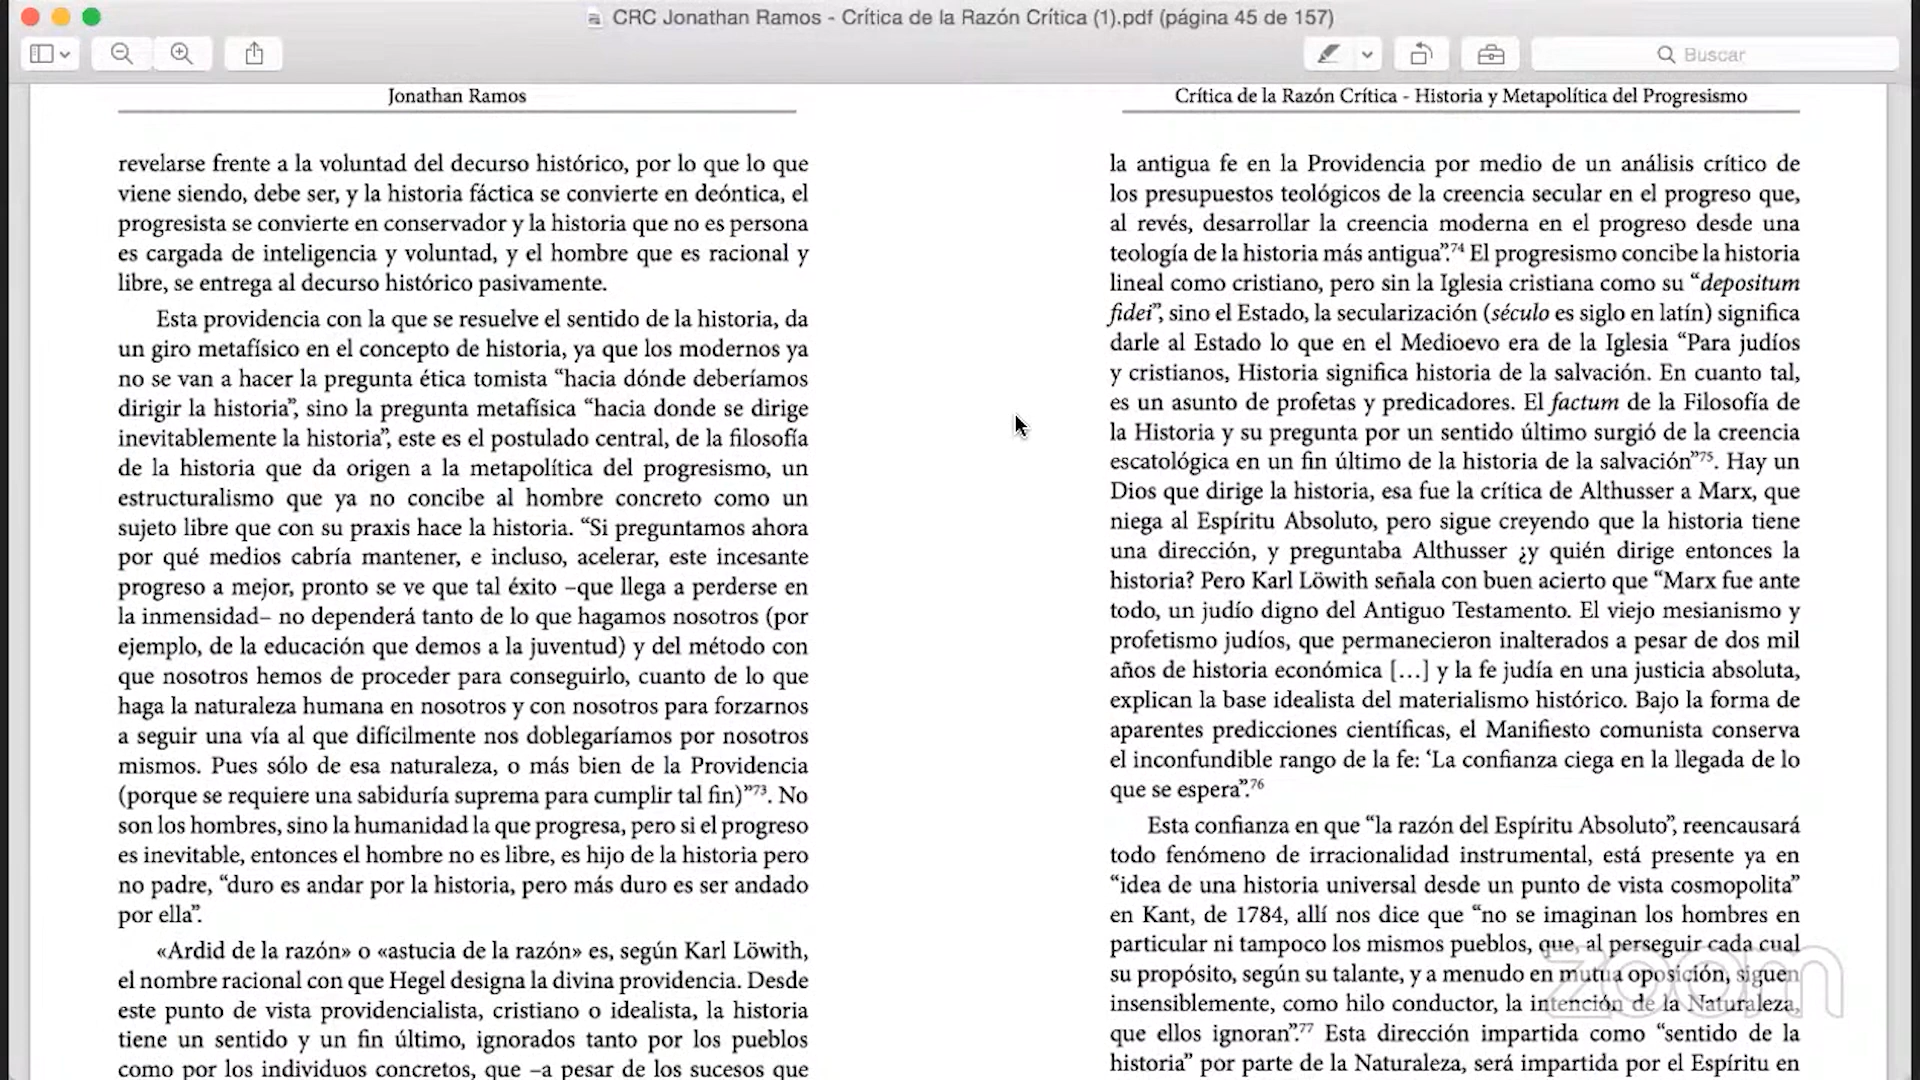 CRC Jonathan Ramos - Crítica de la Razón Crítica (1).pdf (página 45 de 157)
Buscar
Jonathan Ramos
revelarse frente a la voluntad del decurso histórico, por lo que lo que
viene siendo, debe ser, y la historia fáctica se convierte en deóntica, el
progresista se convierte en conservador y la historia que no es persona
es cargada de inteligencia y voluntad, y el hombre que es racional y
libre, se entrega al decurso histórico pasivamente.
Esta providencia con la que se resuelve el sentido de la historia, da
un giro metafísico en el concepto de historia, ya que los modernos ya
no se van a hacer la pregunta ética tomista “hacia dónde deberíamos
dirigir la historia”, sino la pregunta metafísica “hacia donde se dirige
inevitablemente la historia”, este es el postulado central, de la filosofía
de la historia que da origen a la metapolítica del progresismo, un
estructuralismo que ya no concibe al hombre concreto como un
sujeto libre que con su praxis hace la historia. “Si preguntamos ahora
por qué medios cabría mantener, e incluso, acelerar, este incesante
progreso a mejor, pronto se ve que tal éxito –que llega a perderse en
la inmensidad– no dependerá tanto de lo que hagamos nosotros (por
ejemplo, de la educación que demos a la juventud) y del método con
que nosotros hemos de proceder para conseguirlo, cuanto de lo que
haga la naturaleza humana en nosotros y con nosotros para forzarnos
a seguir una vía al que difícilmente nos doblegaríamos por nosotros
mismos. Pues sólo de esa naturaleza, o más bien de la Providencia
(porque se requiere una sabiduría suprema para cumplir tal fin)”73. No
son los hombres, sino la humanidad la que progresa, pero si el progreso
es inevitable, entonces el hombre no es libre, es hijo de la historia pero
no padre, “duro es andar por la historia, pero más duro es ser andado
por ella”.
«Ardid de la razón» o «astucia de la razón» es, según Karl Löwith,
el nombre racional con que Hegel designa la divina providencia. Desde
este punto de vista providencialista, cristiano o idealista, la historia
tiene un sentido y un fin último, ignorados tanto por los pueblos
como por los individuos concretos, que –a pesar de los sucesos que
Crítica de la Razón Crítica - Historia y Metapolítica del Progresismo
la antigua fe en la Providencia por medio de un análisis crítico de
los presupuestos teológicos de la creencia secular en el progreso que,
al revés, desarrollar la creencia moderna en el progreso desde una
teología de la historia más antigua”.74 El progresismo concibe la historia
lineal como cristiano, pero sin la Iglesia cristiana como su “depositum
fidei”, sino el Estado, la secularización (século es siglo en latín) significa
darle al Estado lo que en el Medioevo era de la Iglesia “Para judíos
y cristianos, Historia significa historia de la salvación. En cuanto tal,
es un asunto de profetas y predicadores. El factum de la Filosofía de
la Historia y su pregunta por un sentido último surgió de la creencia
escatológica en un fin último de la historia de la salvación”75. Hay un
Dios que dirige la historia, esa fue la crítica de Althusser a Marx, que
niega al Espíritu Absoluto, pero sigue creyendo que la historia tiene
una dirección, y preguntaba Althusser ¿y quién dirige entonces la
historia? Pero Karl Löwith señala con buen acierto que “Marx fue ante
todo, un judío digno del Antiguo Testamento. El viejo mesianismo y
profetismo judíos, que permanecieron inalterados a pesar de dos mil
años de historia económica […] y la fe judía en una justicia absoluta,
explican la base idealista del materialismo histórico. Bajo la forma de
aparentes predicciones científicas, el Manifiesto comunista conserva
el inconfundible rango de la fe: ‘La confianza ciega en la llegada de lo
que se espera”.76
Esta confianza en que “la razón del Espíritu Absoluto”, reencausará
todo fenómeno de irracionalidad instrumental, está presente ya en
“idea de una historia universal desde un punto de vista cosmopolita”
en Kant, de 1784, allí nos dice que “no se imaginan los hombres en
particular ni tampoco los mismos pueblos, que, al perseguir cada cual
su propósito, según su talante, y a menudo en mutua oposición, siguen
insensiblemente, como hilo conductor, la intención de la Naturaleza,
que ellos ignoran”.77 Esta dirección impartida como “sentido de la
historia” por parte de la Naturaleza, será impartida por el Espíritu en
zoom